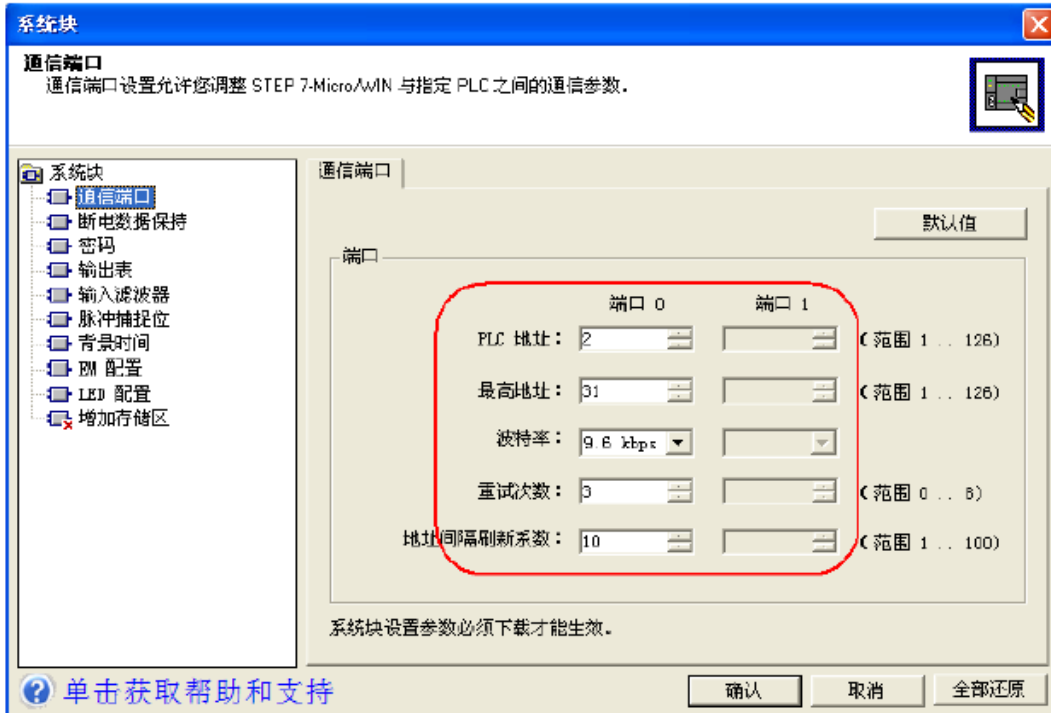 系统块
通信端口
通信端口设置允许您调整 STEP 7-Micro/WIN 与指定 PLC 之间的通信参数.
系统块
通信端口
断电数据保持
密码
输出表
输入滤波器
脉冲捕捉位
背景时间
EM 配置
LED 配置
增加存储区
通信端口
默认值
端口
端口 0 端口 1
PLC 地址: 2 (范围 1 .. 126)
最高地址: 31 (范围 1 .. 126)
波特率: 9.6 kbps
重试次数: 3 (范围 0 .. 8)
地址间隔刷新系数: 10 (范围 1 .. 100)
系统块设置参数必须下载才能生效.
单击获取帮助和支持
确认 取消 全部还原